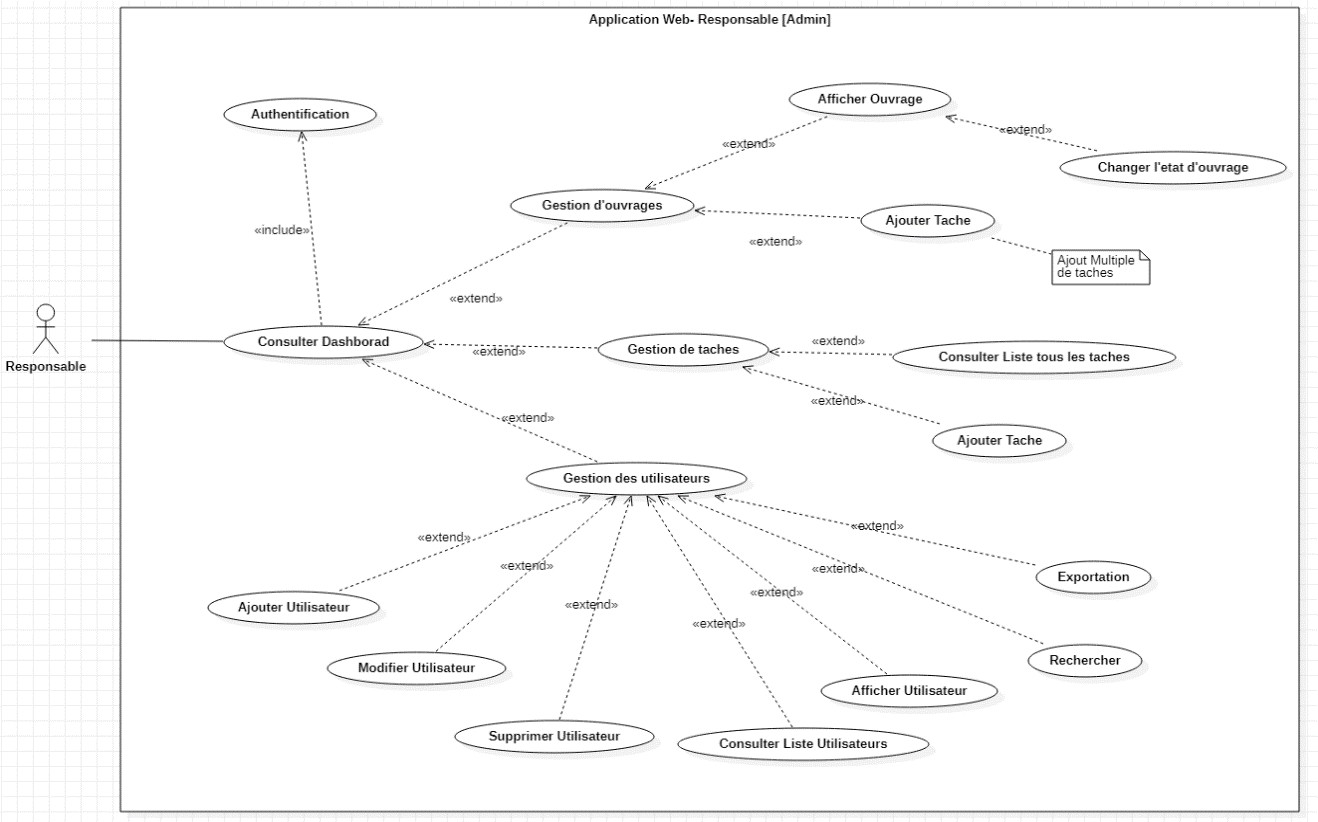 Application Web- Responsable [Admin]
Afficher Ouvrage
Authentification
«extend»
«extend»
Changer l'etat d'ouvrage
Gestion d'ouvrages
Ajouter Tache
«include»
«extend»
Ajout Multiple
de taches
«extend»
Consulter Dashborad
Responsable
«extend»
Gestion de taches
«extend»
Consulter Liste tous les taches
«extend»
«extend»
Ajouter Tache
Gestion des utilisateurs
«extend»
«extend»
«extend»
«extend»
«extend»
«extend»
«extend»
Exportation
Ajouter Utilisateur
Modifier Utilisateur
Rechercher
Afficher Utilisateur
Supprimer Utilisateur
Consulter Liste Utilisateurs